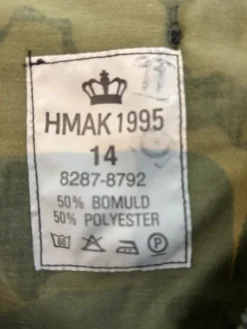 HMAK 1995
14
8287-8792
50% BOMULD
50% POLYESTER
P